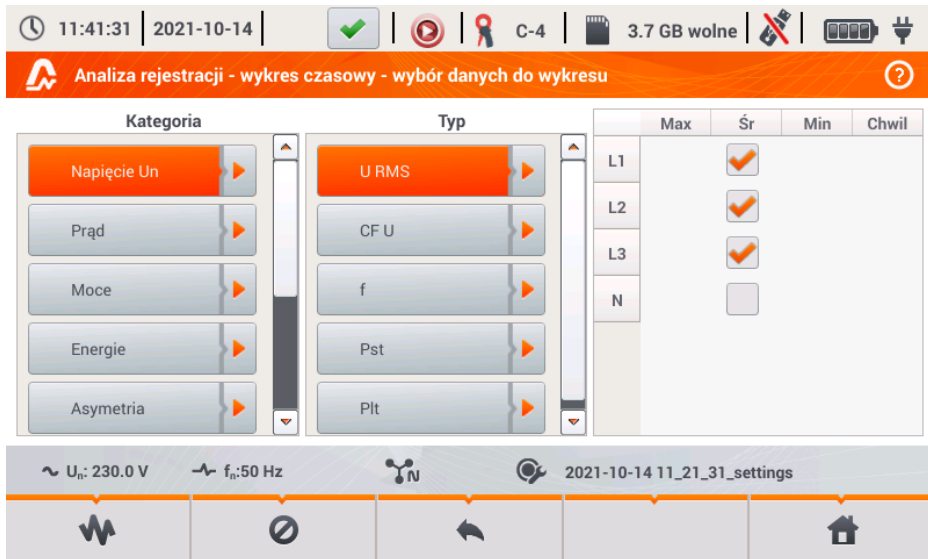 11:41:31 2021-10-14 C-4 3.7 GB wolne
Analiza rejestracji - wykres czasowy - wybór danych do wykresu ?
Kategoria
Napięcie Un
Prąd
Moce
Energie
Asymetria
Typ
U RMS
CF U
f
Pst
Plt
Max Śr Min Chwil
L1
L2
L3
N
Un: 230.0 V fn:50 Hz N 2021-10-14 11_21_31_settings